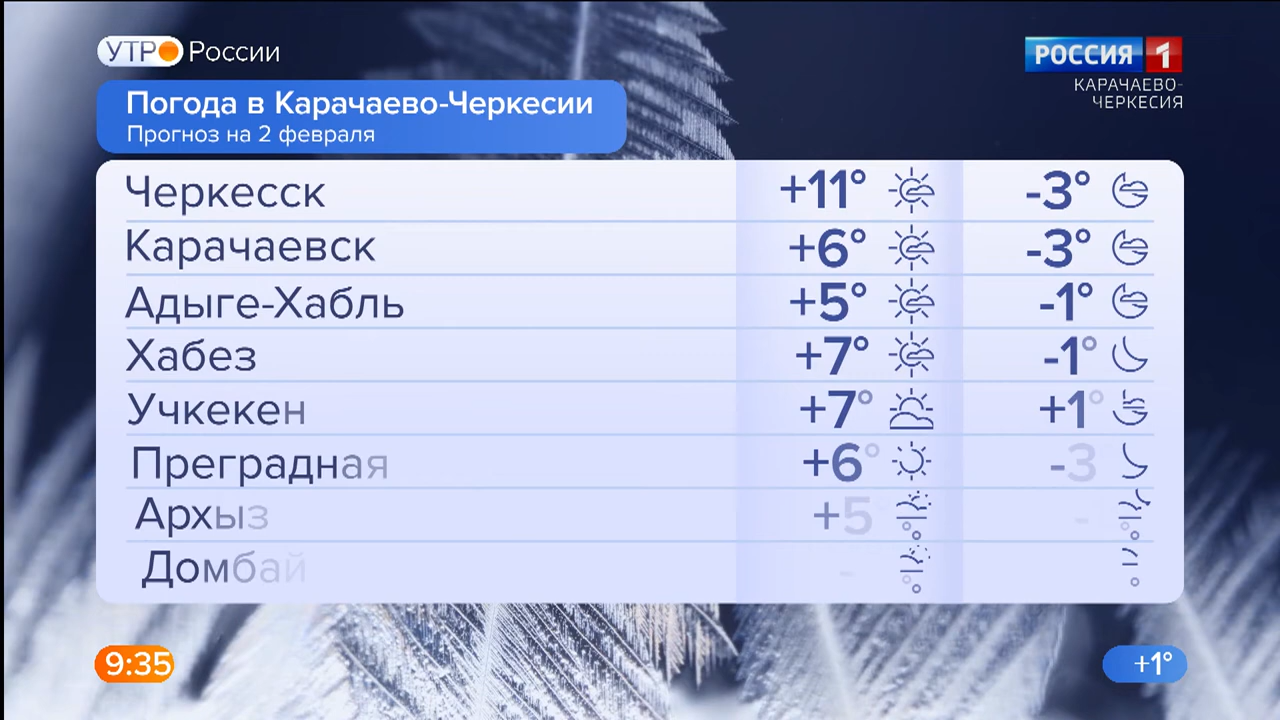 УТРО России
РОССИЯ 1
КАРАЧАЕВО-
ЧЕРКЕСИЯ
Погода в Карачаево-Черкесии
Прогноз на 2 февраля
Черкесск +11° -3°
Карачаевск +6° -3°
Адыге-Хабль +5° -1°
Хабез +7° -1°
Учкекен +7° +1°
Преградная +6° -3
Архыз +5 -
Домбай -
9:35 +1°